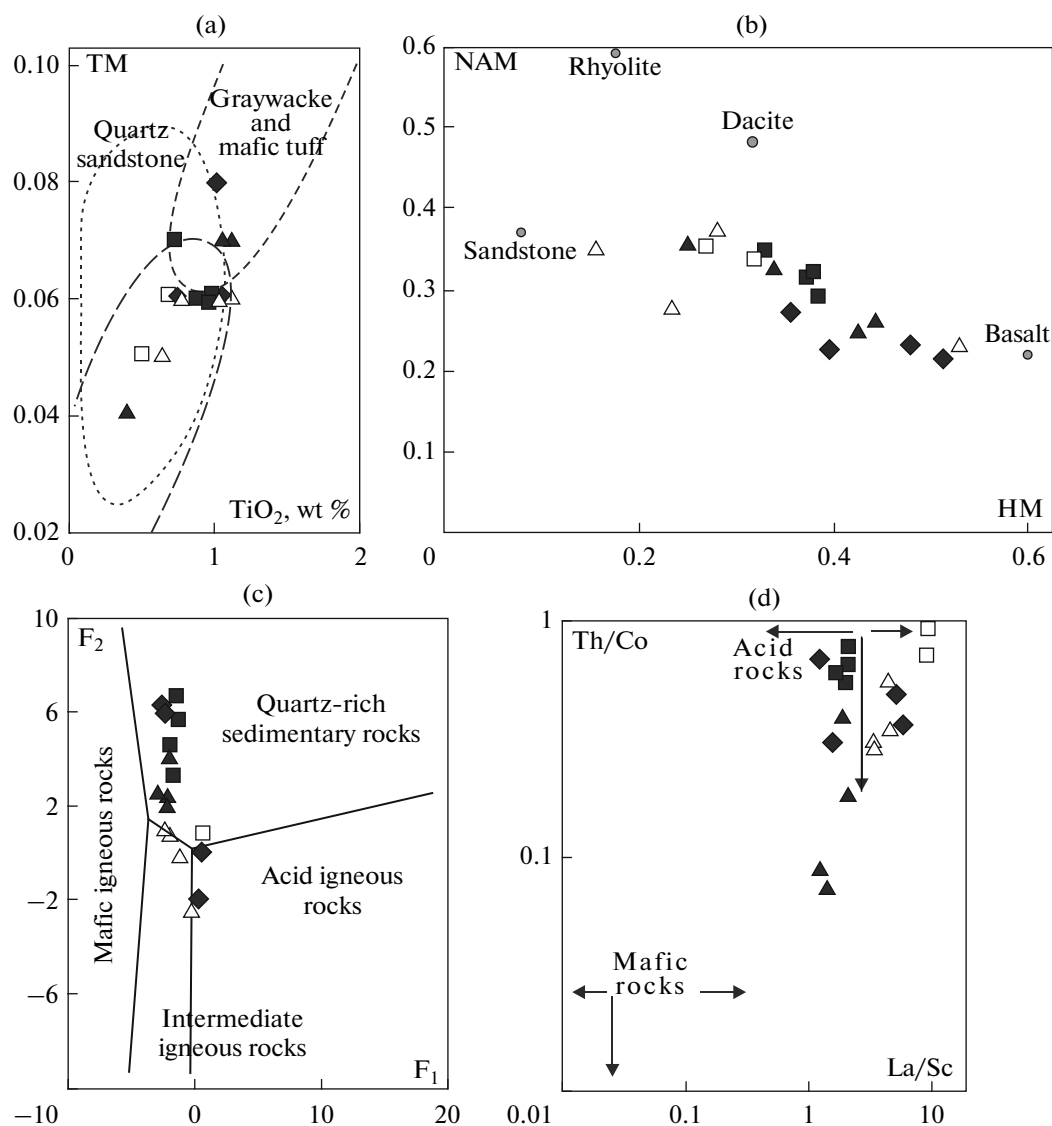 (a)
TM
0.10
0.08
0.06
0.04
0.02
Quartz
sandstone
Graywacke
and
mafic tuff
TiO₂, wt %
0
1
2
(b)
NAM
0.6
0.5
0.4
0.3
0.2
0.1
Rhyolite
Dacite
Sandstone
Basalt
HM
0
0.2
0.4
0.6
(c)
F₂
10
6
2
−2
−6
−10
Quartz-rich
sedimentary rocks
Mafic igneous rocks
Acid igneous
rocks
Intermediate
igneous rocks
F₁
0
10
20
(d)
Th/Co
1
0.1
0.01
Acid
rocks
Mafic
rocks
La/Sc
0.1
1
10